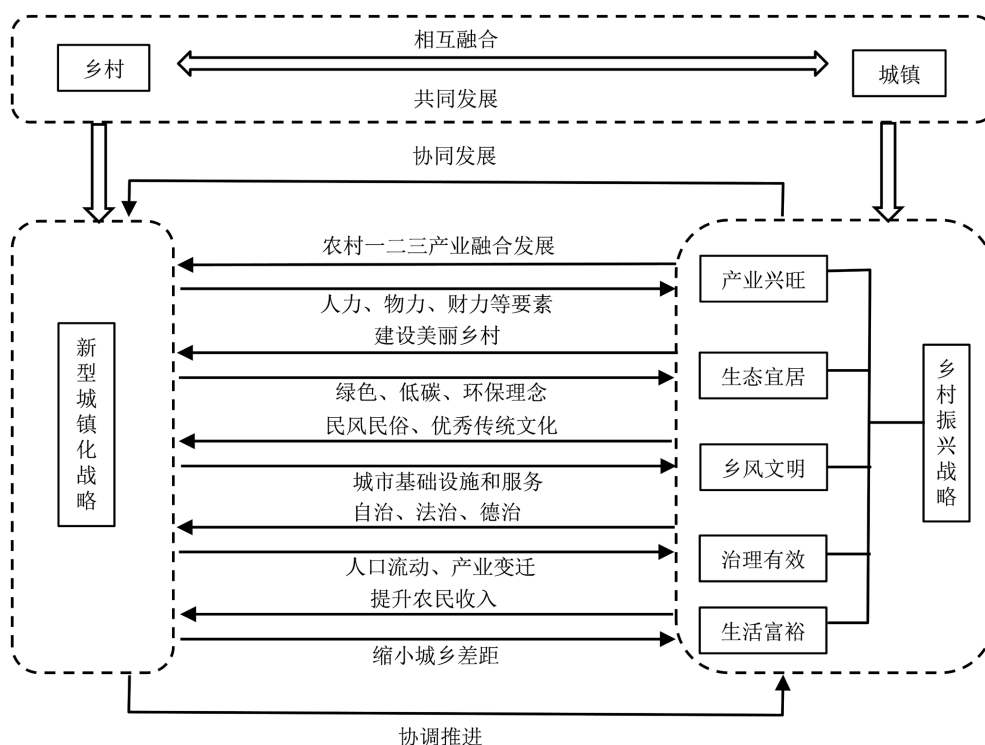 相互融合
乡村
城镇
共同发展
协同发展
农村一二三产业融合发展
产业兴旺
人力、物力、财力等要素
建设美丽乡村
新型城镇化战略
生态宜居
乡村振兴战略
绿色、低碳、环保理念
民风民俗、优秀传统文化
乡风文明
城市基础设施和服务
自治、法治、德治
治理有效
人口流动、产业变迁
提升农民收入
生活富裕
缩小城乡差距
协调推进